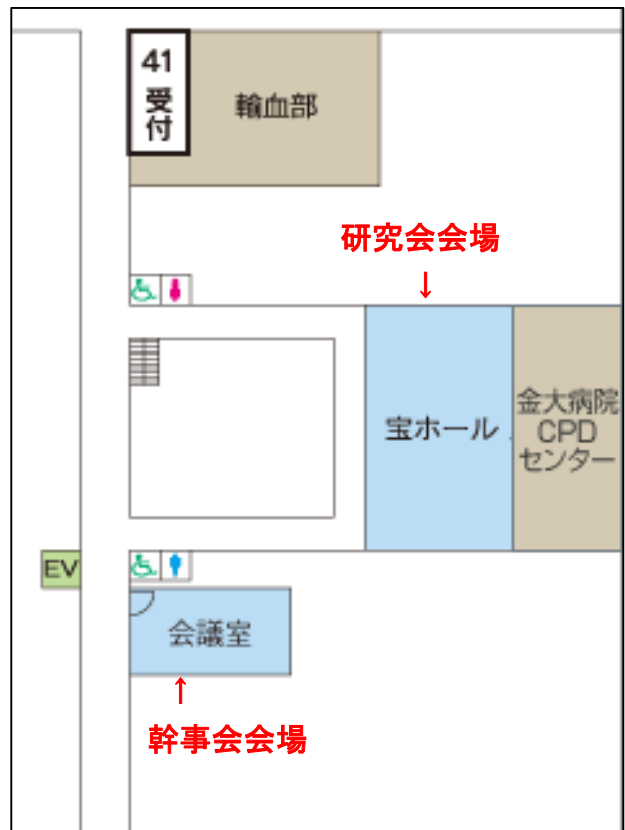 41
受付
輸血部
研究会会場
↓
宝ホール
金大病院
CPD
センター
EV
会議室
↑
幹事会会場